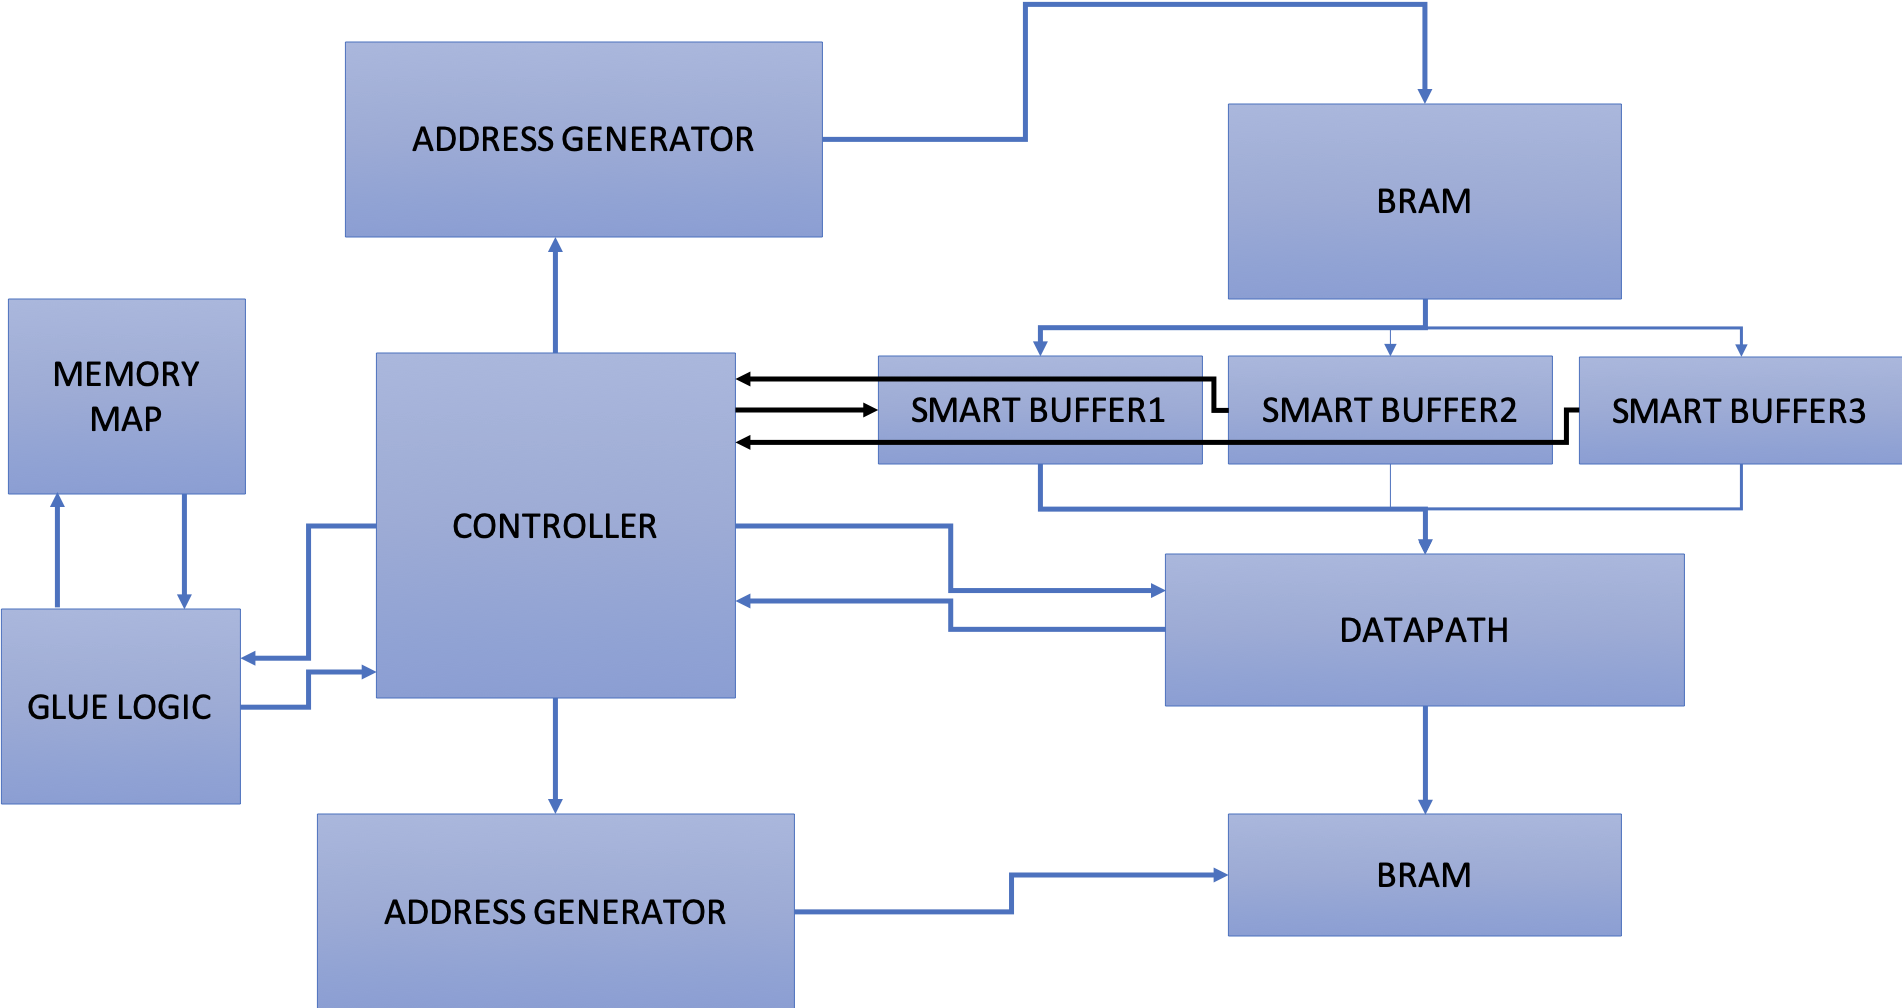 ADDRESS GENERATOR
BRAM
MEMORY
MAP
SMART BUFFER1
SMART BUFFER2
SMART BUFFER3
CONTROLLER
DATAPATH
GLUE LOGIC
BRAM
ADDRESS GENERATOR